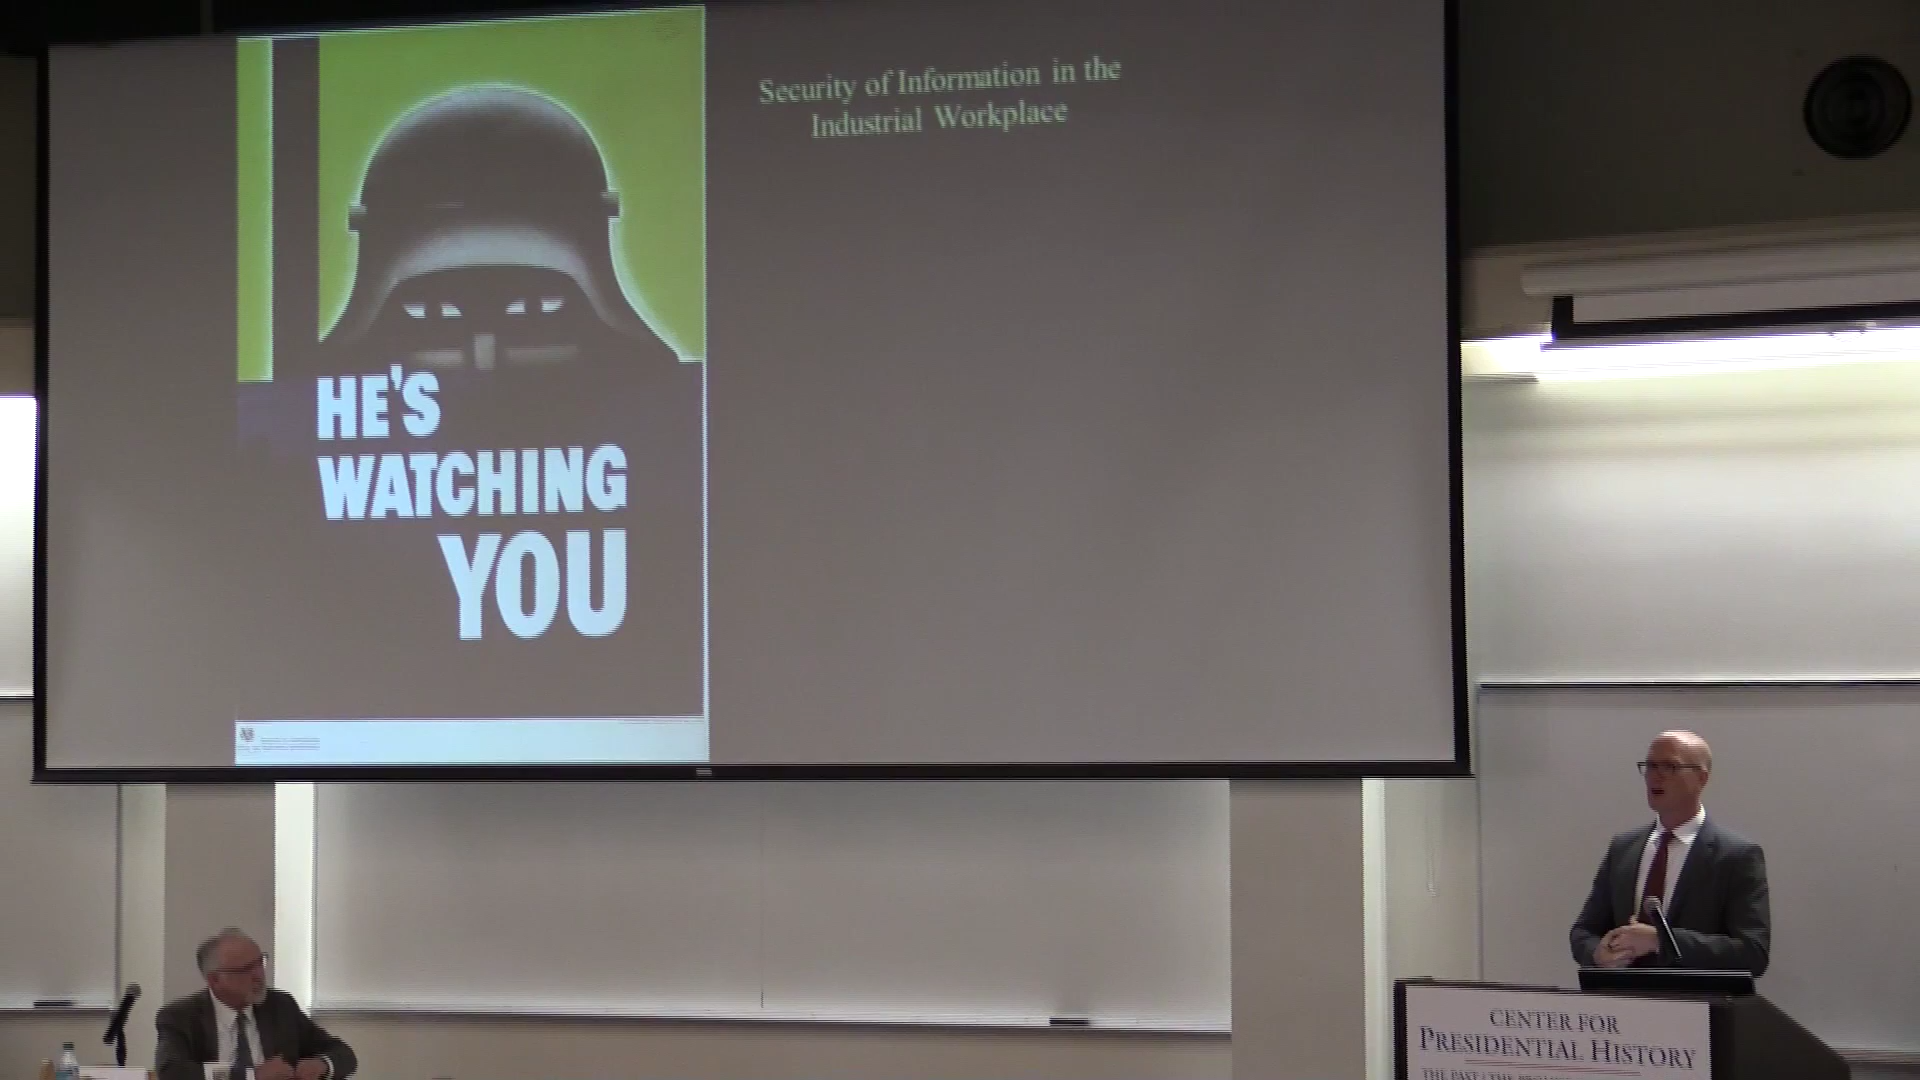 Security of Information in the
Industrial Workplace
HE'S
WATCHING
YOU
CENTER FOR
PRESIDENTIAL HISTORY